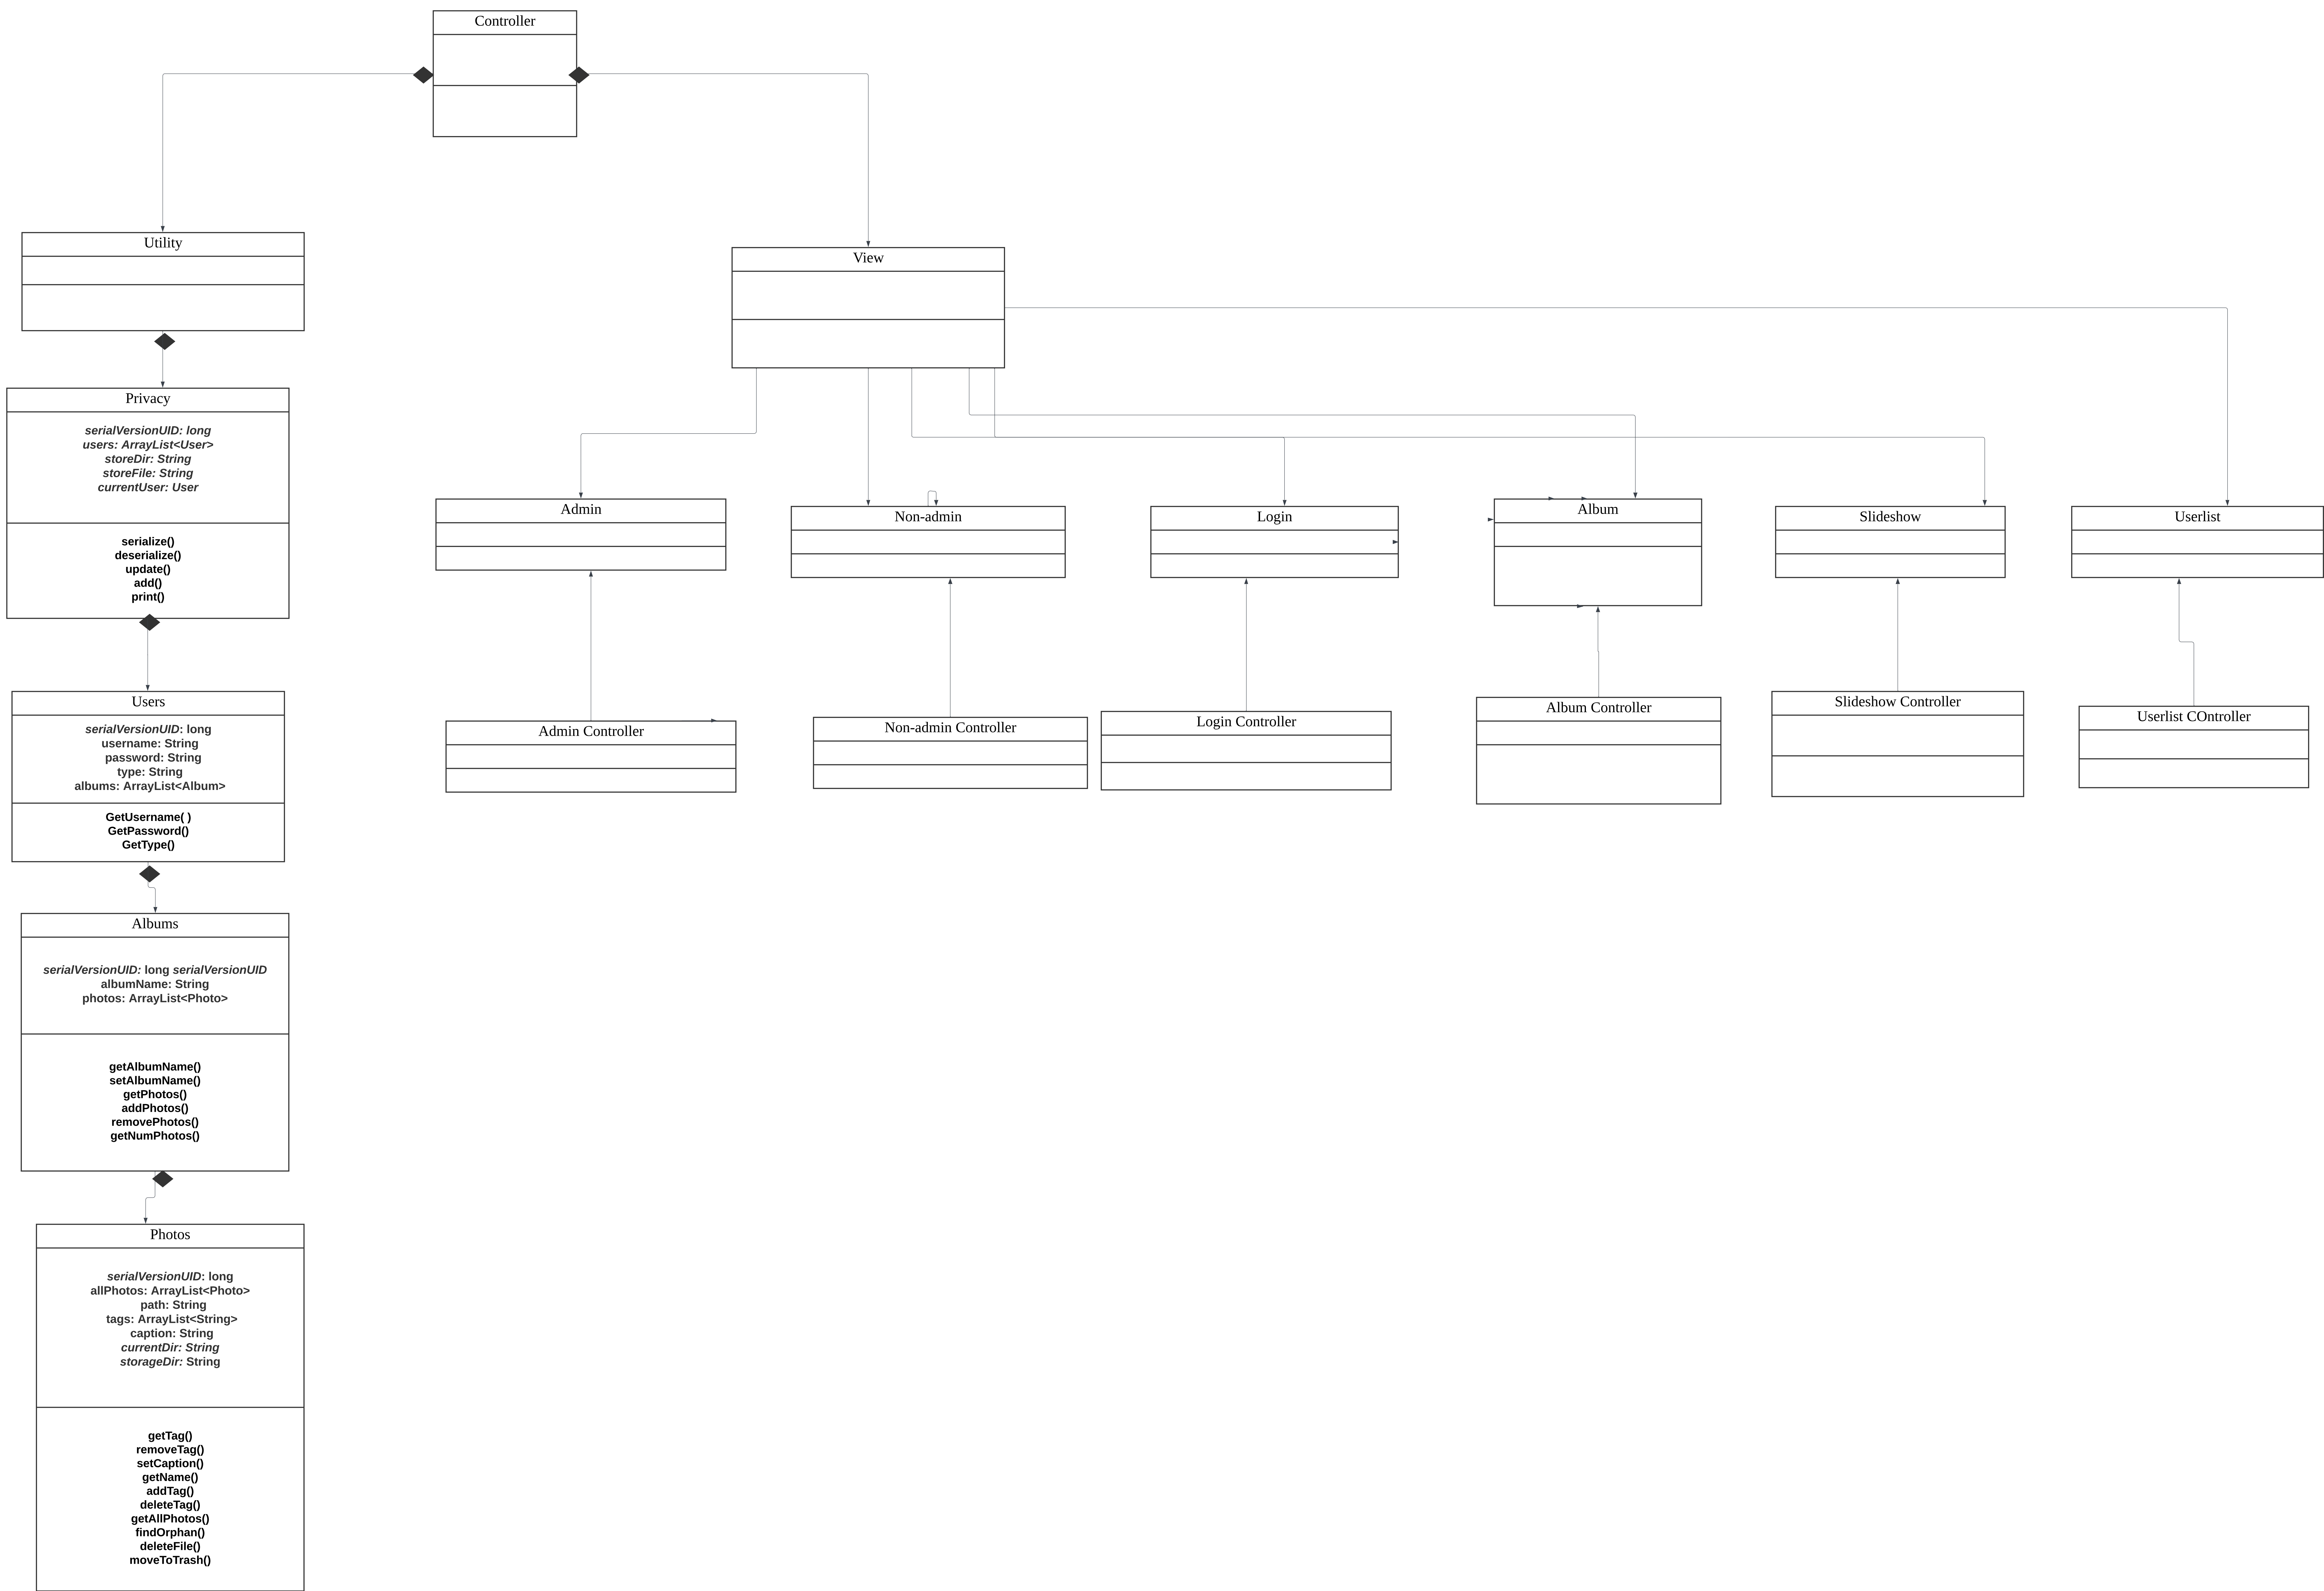 Controller
Utility
View
Privacy
serialVersionUID: long
users: ArrayList<User>
storeDir: String
storeFile: String
currentUser: User
serialize()
deserialize()
update()
add()
print()
Admin
Non-admin
Login
Album
Slideshow
Userlist
Users
serialVersionUID: long
username: String
password: String
type: String
albums: ArrayList<Album>
GetUsername( )
GetPassword()
GetType()
Admin Controller
Non-admin Controller
Login Controller
Album Controller
Slideshow Controller
Userlist COntroller
Albums
serialVersionUID: long serialVersionUID
albumName: String
photos: ArrayList<Photo>
getAlbumName()
setAlbumName()
getPhotos()
addPhotos()
removePhotos()
getNumPhotos()
Photos
serialVersionUID: long
allPhotos: ArrayList<Photo>
path: String
tags: ArrayList<String>
caption: String
currentDir: String
storageDir: String
getTag()
removeTag()
setCaption()
getName()
addTag()
deleteTag()
getAllPhotos()
findOrphan()
deleteFile()
moveToTrash()